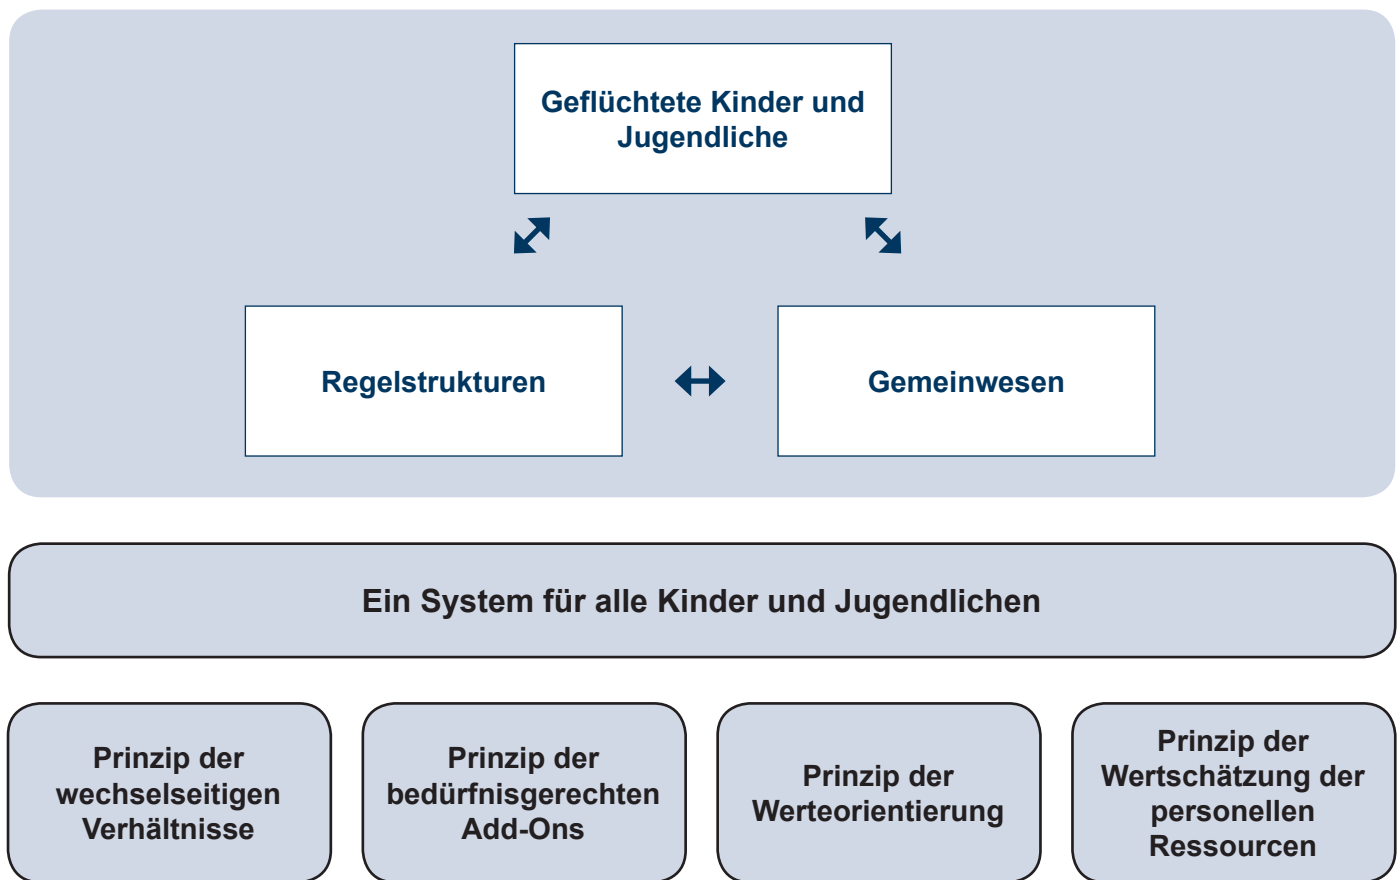 Geflüchtete Kinder und
Jugendliche
Regelstrukturen
Gemeinwesen
Ein System für alle Kinder und Jugendlichen
Prinzip der
wechselseitigen
Verhältnisse
Prinzip der
bedürfnisgerechten
Add-Ons
Prinzip der
Werteorientierung
Prinzip der
Wertschätzung der
personellen
Ressourcen